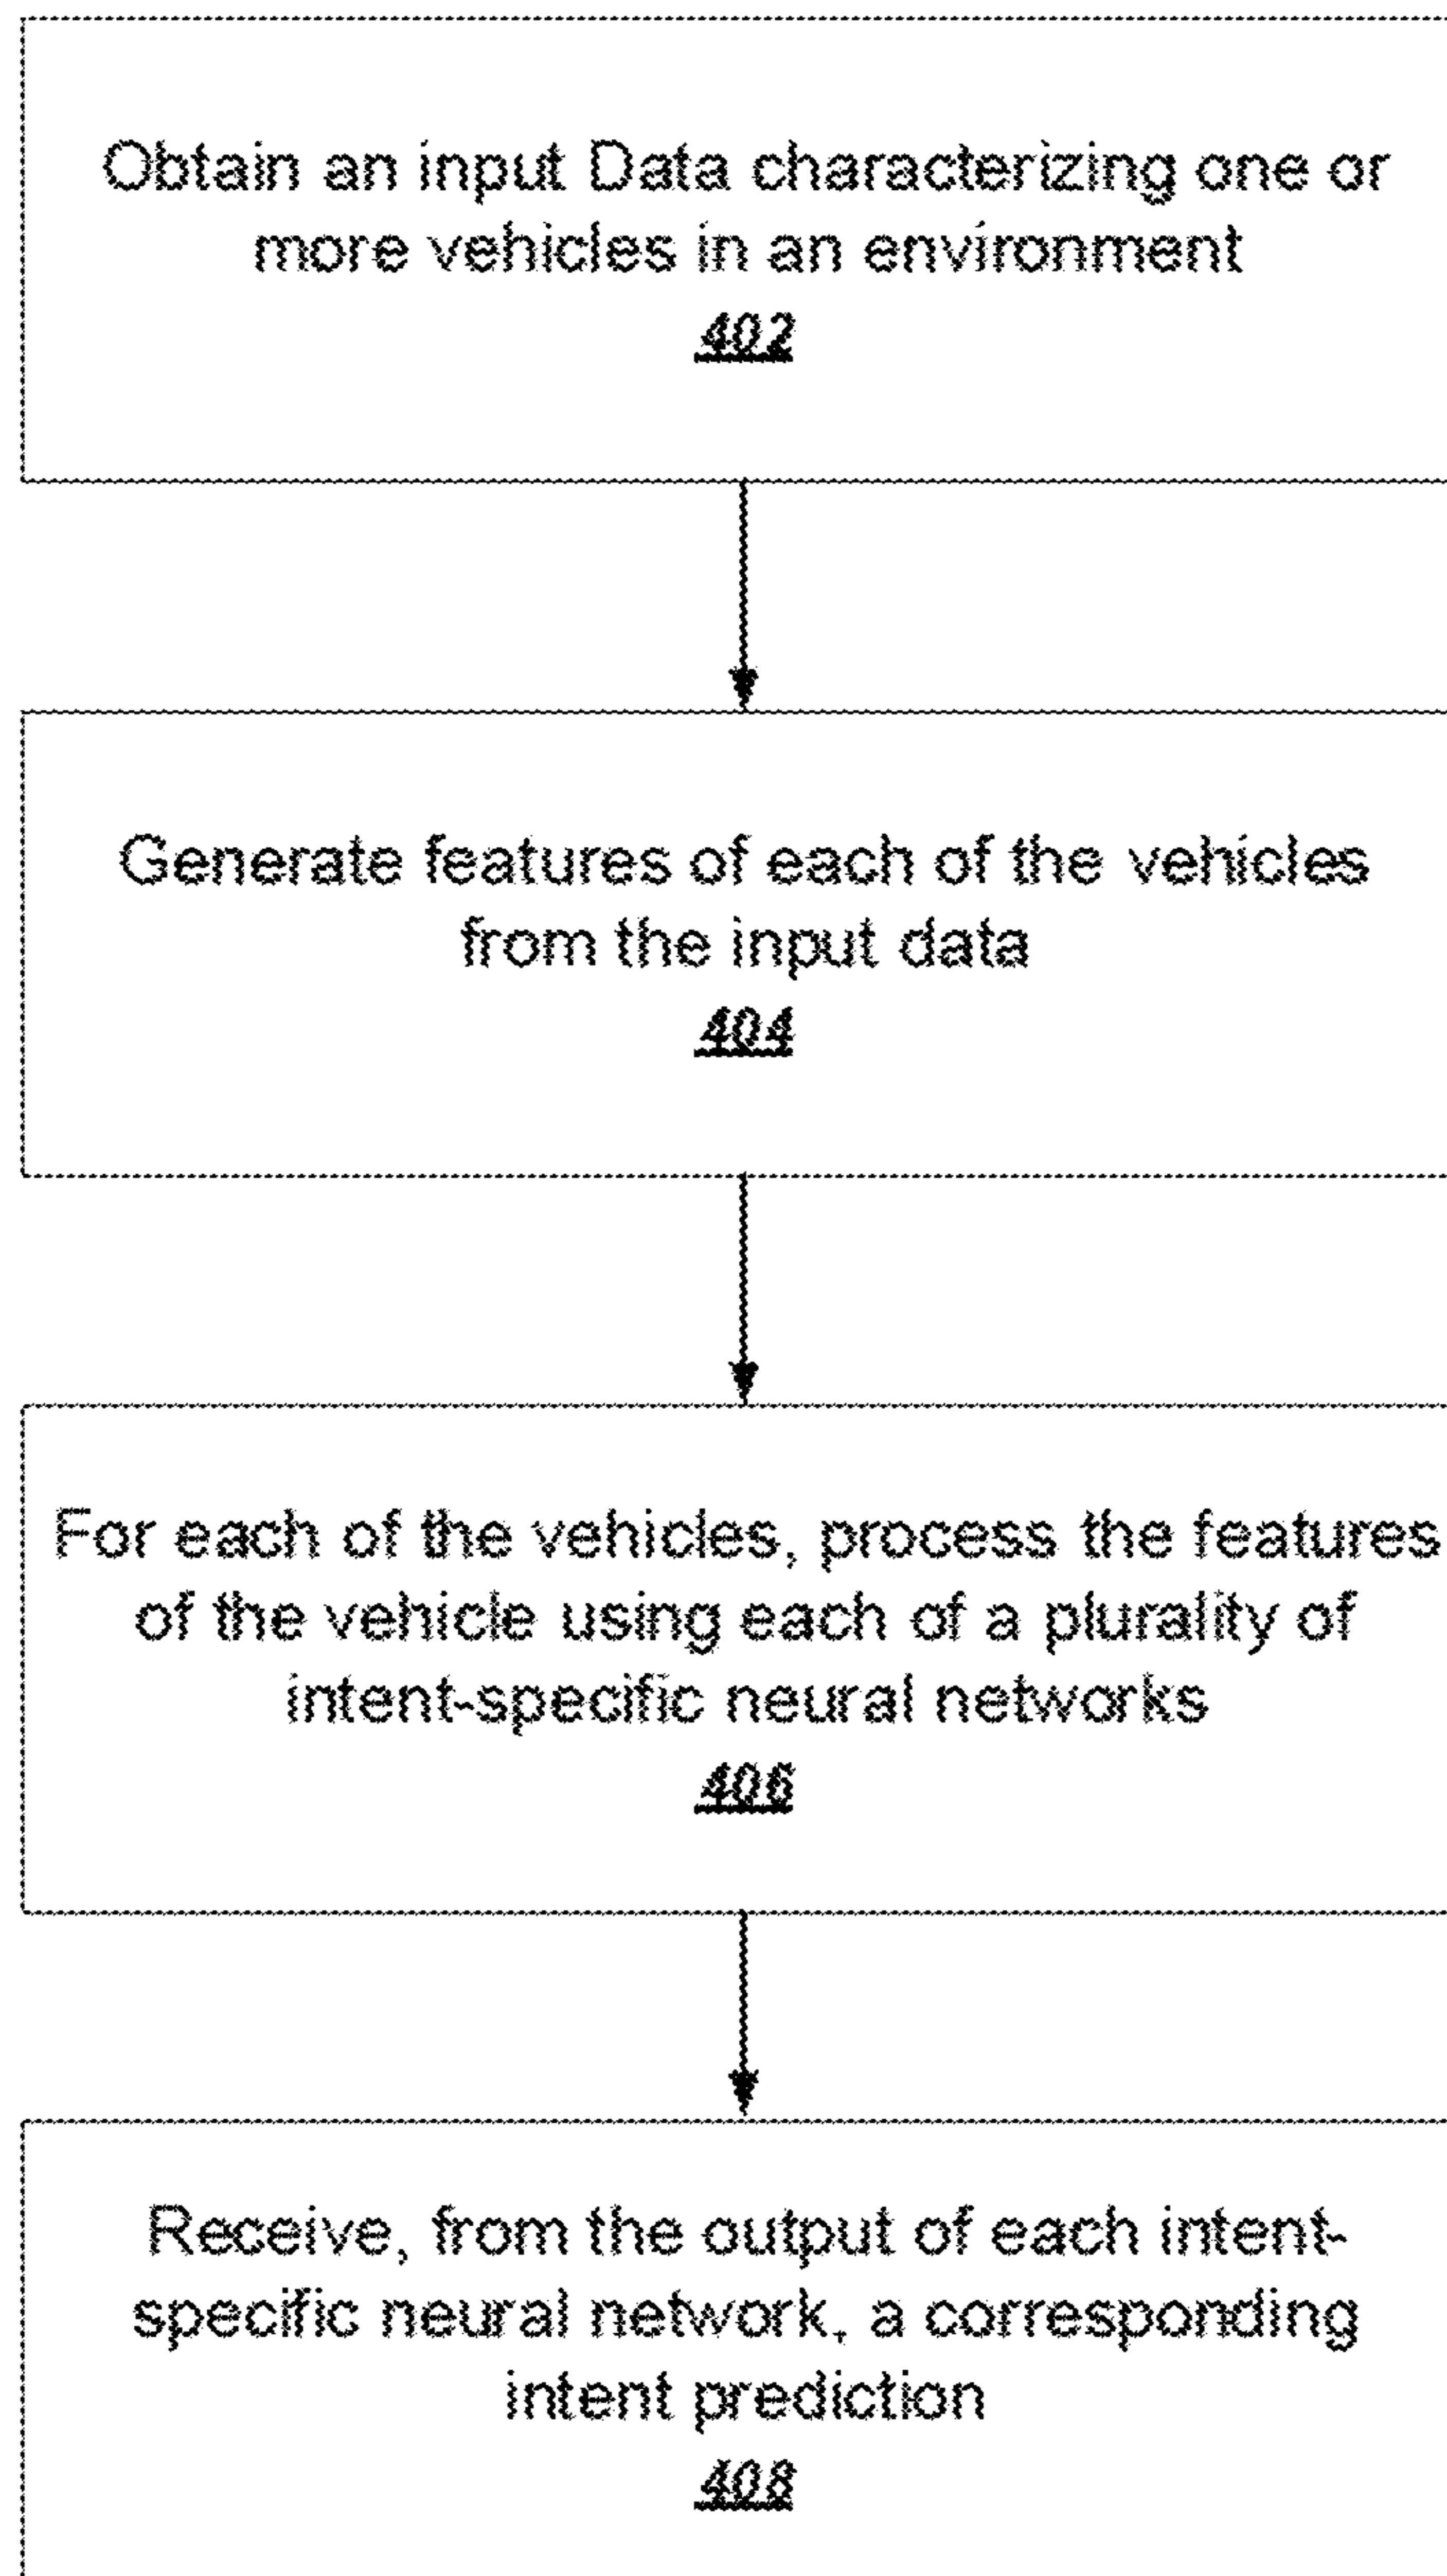 Obtain an input Data characterizing one or
more vehicles in an environment
402
Generate features of each of the vehicles
from the input data
404
For each of the vehicles, process the features
of the vehicle using each of a plurality of
intent-specific neural networks
406
Receive, from the output of each intent-
specific neural network, a corresponding
intent prediction
408